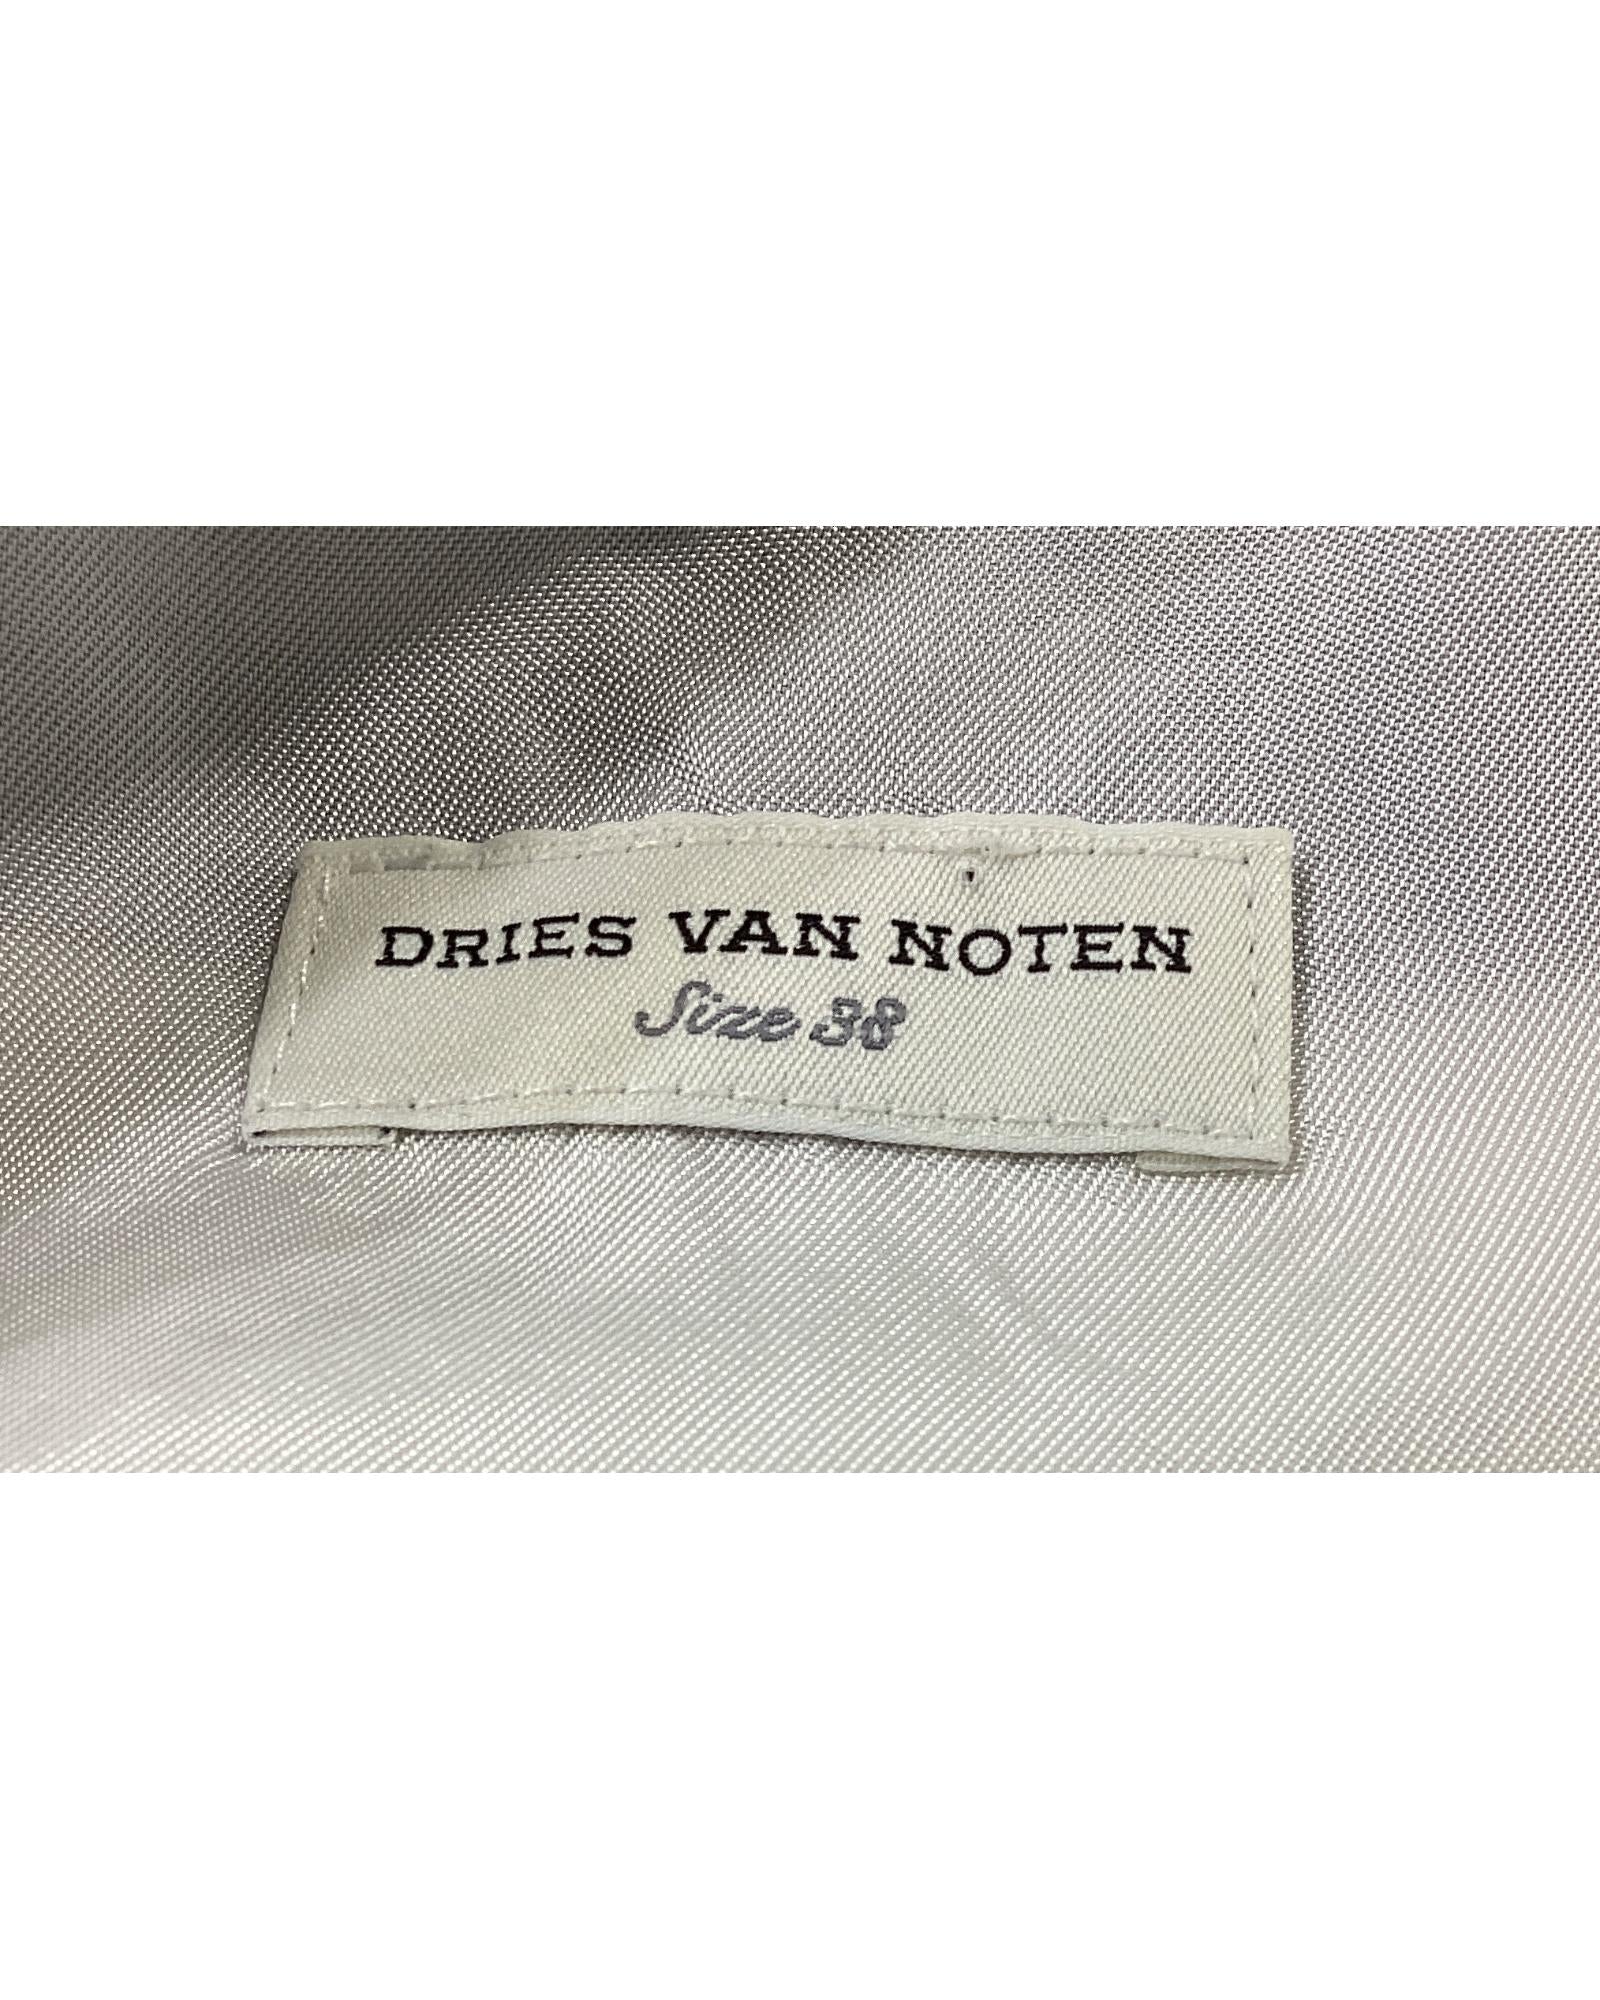 DRIES VAN NOTEN
Size 38